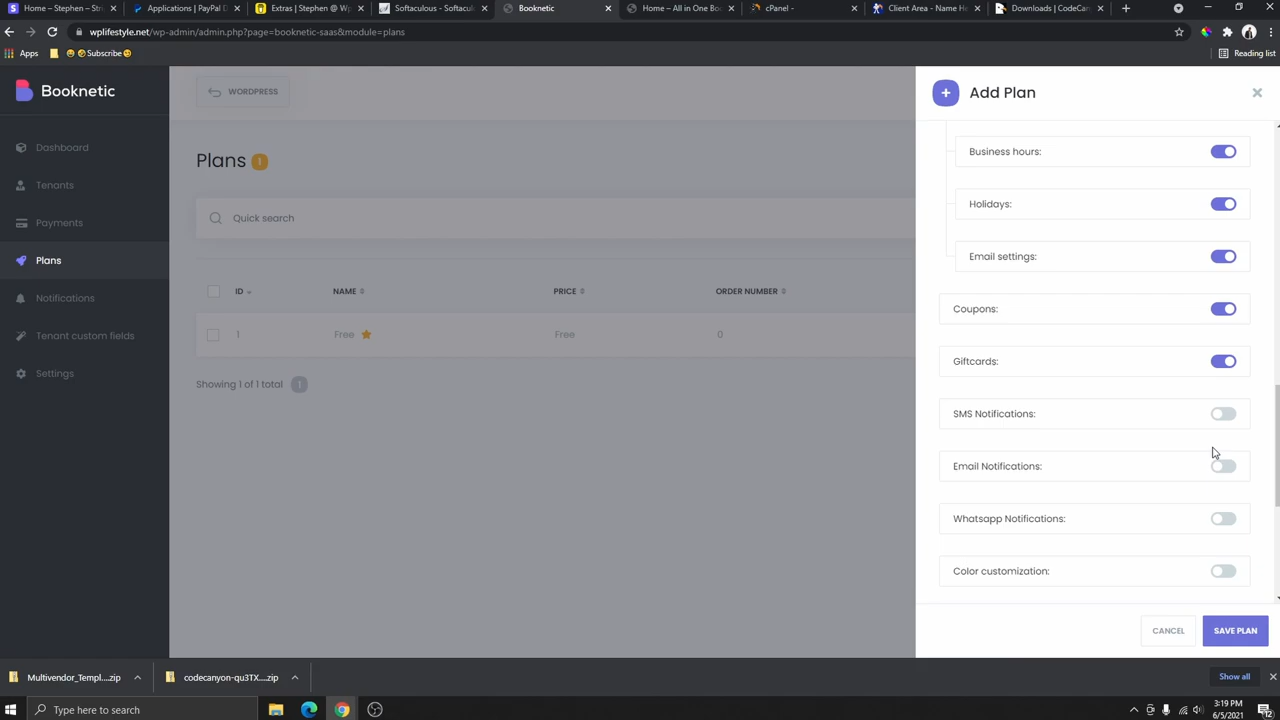 Home – Stephen – Str
Applications | PayPal D
Extras | Stephen @ Wp
Softaculous - Softacul
Booknetic
Home – All in One Book
cPanel -
Client Area - Name He
Downloads | CodeCan
wplifestyle.net/wp-admin/admin.php?page=booknetic-saas&module=plans
Apps
Subscribe
Reading list
Booknetic
WORDPRESS
Add Plan
Dashboard
Tenants
Payments
Plans
Notifications
Tenant custom fields
Settings
Plans 1
Quick search
ID NAME PRICE ORDER NUMBER
1 Free Free 0
Showing 1 of 1 total 1
Business hours:
Holidays:
Email settings:
Coupons:
Giftcards:
SMS Notifications:
Email Notifications:
Whatsapp Notifications:
Color customization:
CANCEL
SAVE PLAN
Multivendor_Templ....zip
codecanyon-qu3TX....zip
Show all
Type here to search
3:19 PM
6/5/2021